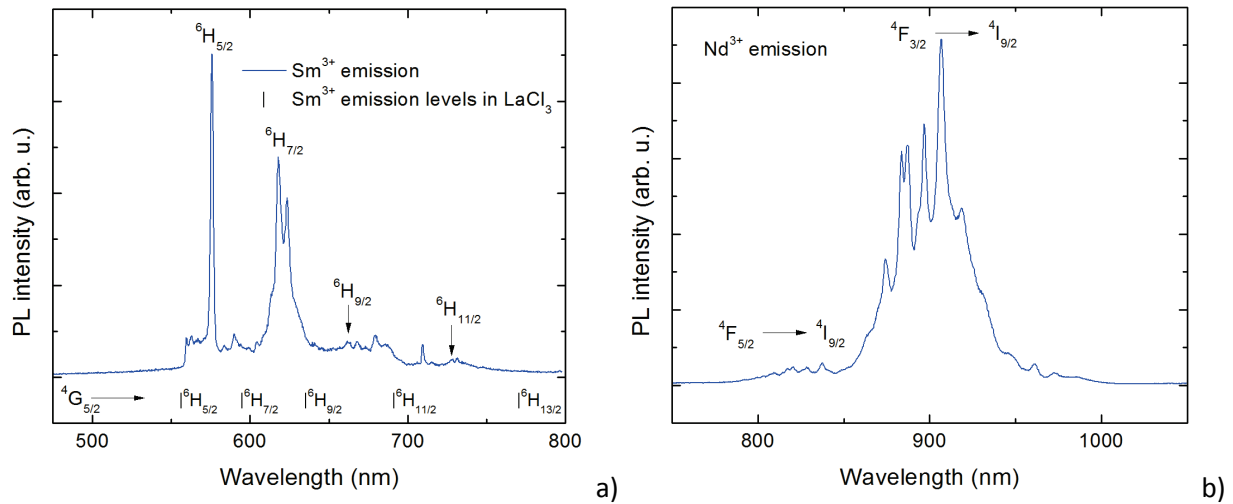 ⁶H₅/₂
Sm³⁺ emission
Sm³⁺ emission levels in LaCl₃
⁶H₇/₂
⁶H₉/₂
⁶H₁₁/₂
⁴G₅/₂ ⁶H₅/₂ ⁶H₇/₂ ⁶H₉/₂ ⁶H₁₁/₂ ⁶H₁₃/₂
500 600 700 800
Wavelength (nm)
PL intensity (arb. u.)
a)
Nd³⁺ emission
⁴F₃/₂ ⁴I₉/₂
⁴F₅/₂ ⁴I₉/₂
800 900 1000
Wavelength (nm)
PL intensity (arb. u.)
b)